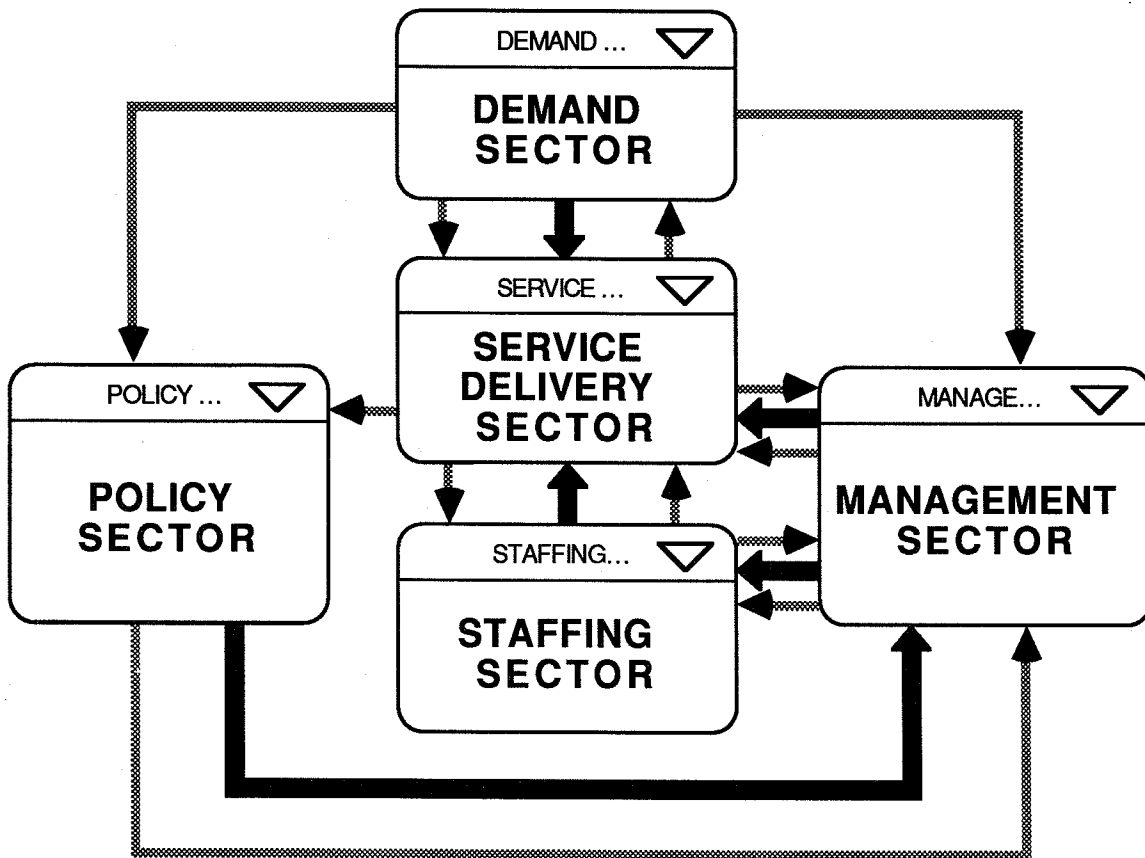 DEMAND ...
DEMAND
SECTOR
SERVICE ...
SERVICE
DELIVERY
SECTOR
POLICY ...
POLICY
SECTOR
MANAGE...
MANAGEMENT
SECTOR
STAFFING...
STAFFING
SECTOR